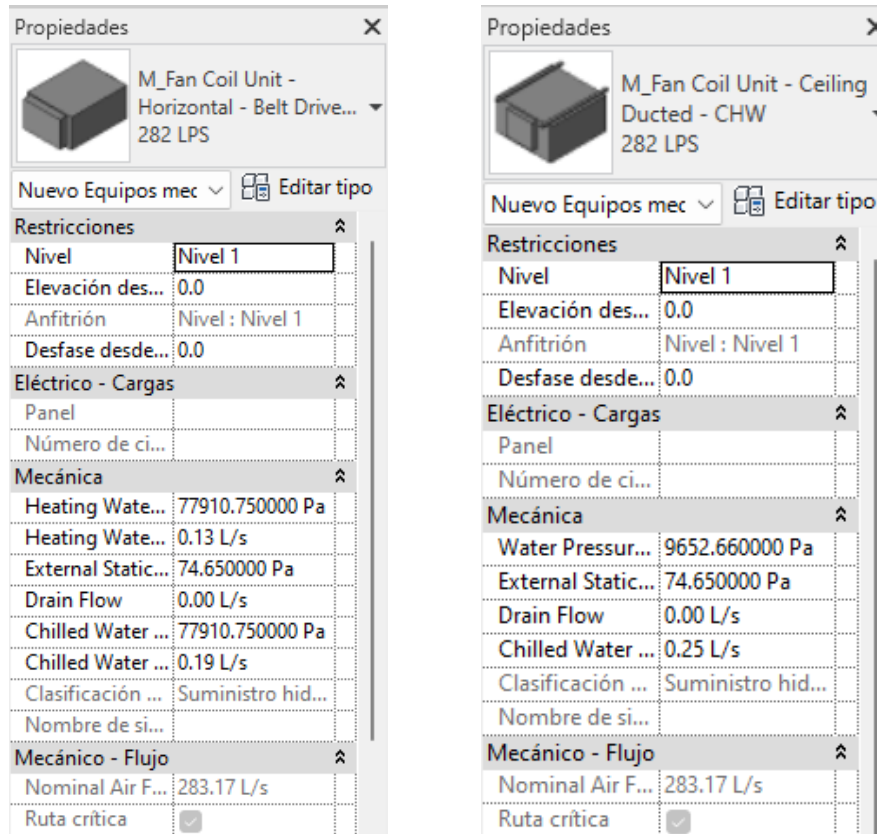 Propiedades
M_Fan Coil Unit -
Horizontal - Belt Drive...
282 LPS
Nuevo Equipos mec
Editar tipo
Restricciones
Nivel Nivel 1
Elevación des... 0.0
Anfitrión Nivel : Nivel 1
Desfase desde... 0.0
Eléctrico - Cargas
Panel
Número de ci...
Mecánica
Heating Wate... 77910.750000 Pa
Heating Wate... 0.13 L/s
External Static... 74.650000 Pa
Drain Flow 0.00 L/s
Chilled Water ... 77910.750000 Pa
Chilled Water ... 0.19 L/s
Clasificación ... Suministro hid...
Nombre de si...
Mecánico - Flujo
Nominal Air F... 283.17 L/s
Ruta crítica
Propiedades
M_Fan Coil Unit - Ceiling
Ducted - CHW
282 LPS
Nuevo Equipos mec
Editar tipo
Restricciones
Nivel Nivel 1
Elevación des... 0.0
Anfitrión Nivel : Nivel 1
Desfase desde... 0.0
Eléctrico - Cargas
Panel
Número de ci...
Mecánica
Water Pressur... 9652.660000 Pa
External Static... 74.650000 Pa
Drain Flow 0.00 L/s
Chilled Water ... 0.25 L/s
Clasificación ... Suministro hid...
Nombre de si...
Mecánico - Flujo
Nominal Air F... 283.17 L/s
Ruta crítica